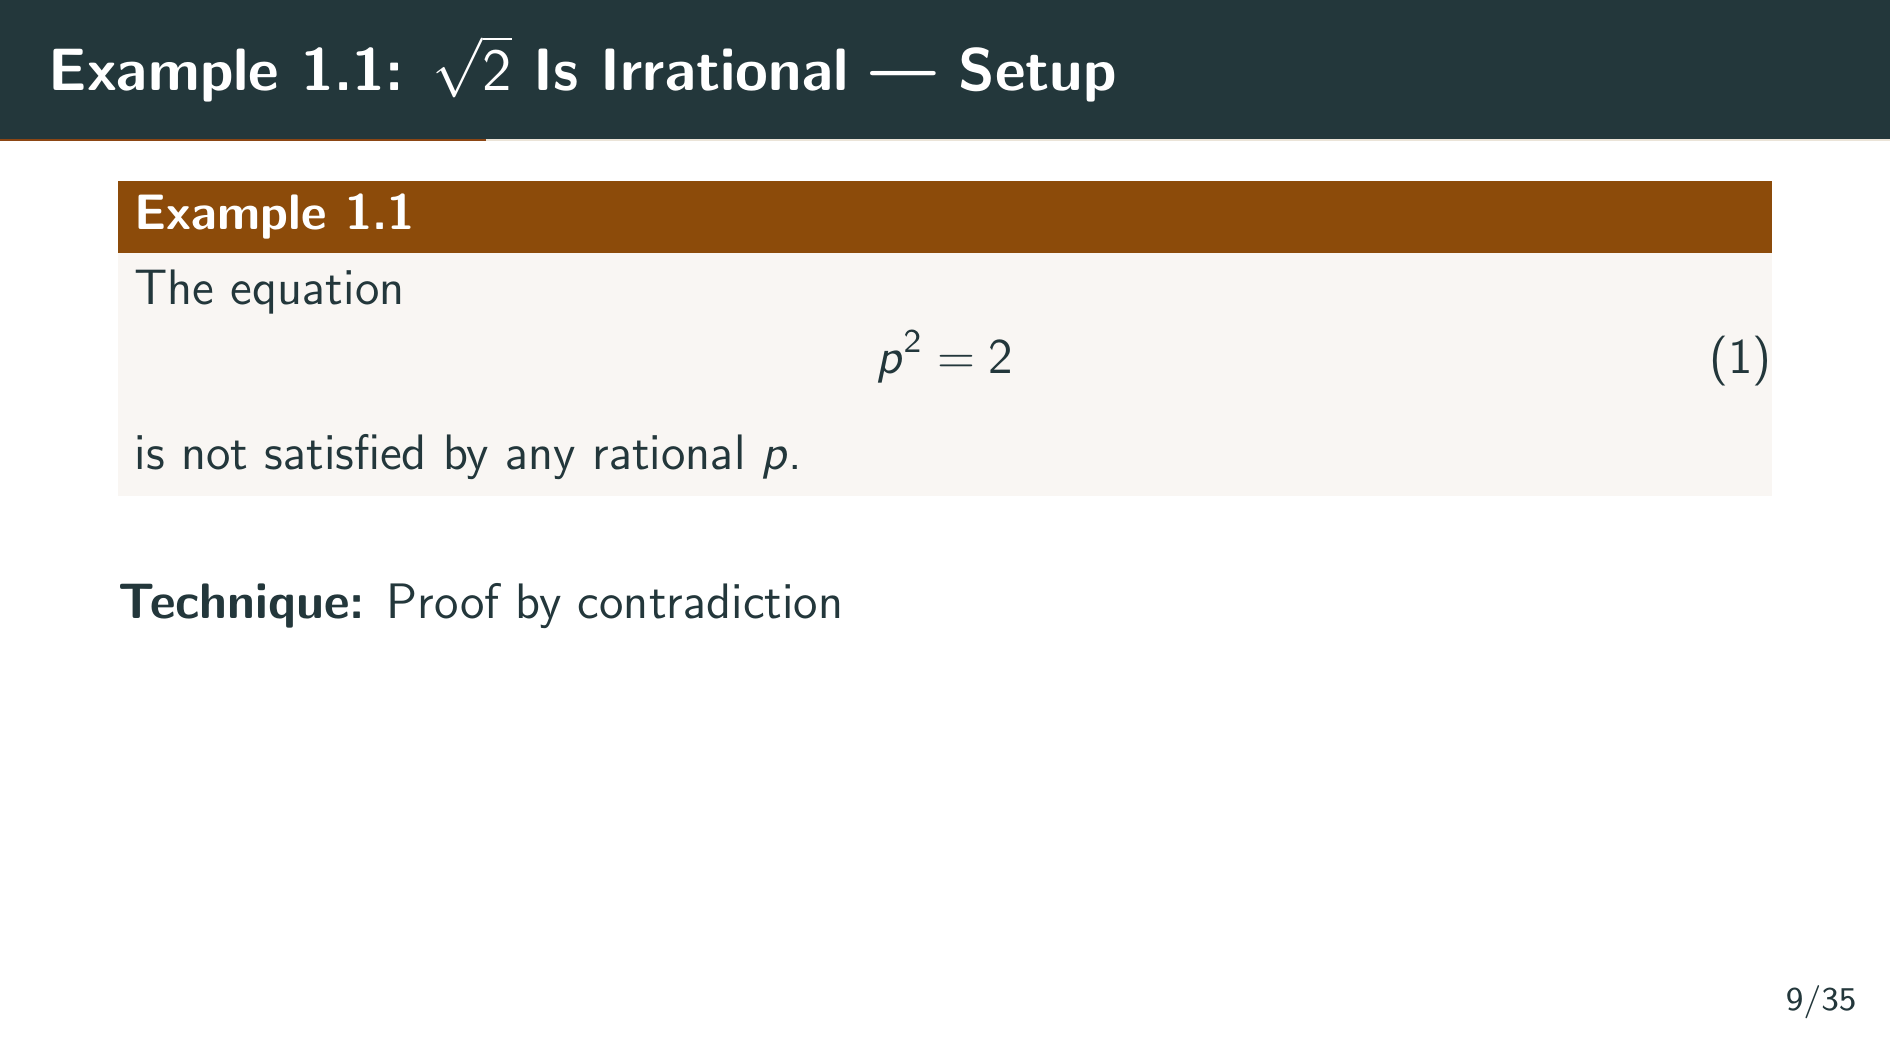 Example 1.1: √2 Is Irrational — Setup
Example 1.1
The equation
p² = 2 (1)
is not satisfied by any rational p.
Technique: Proof by contradiction
9/35